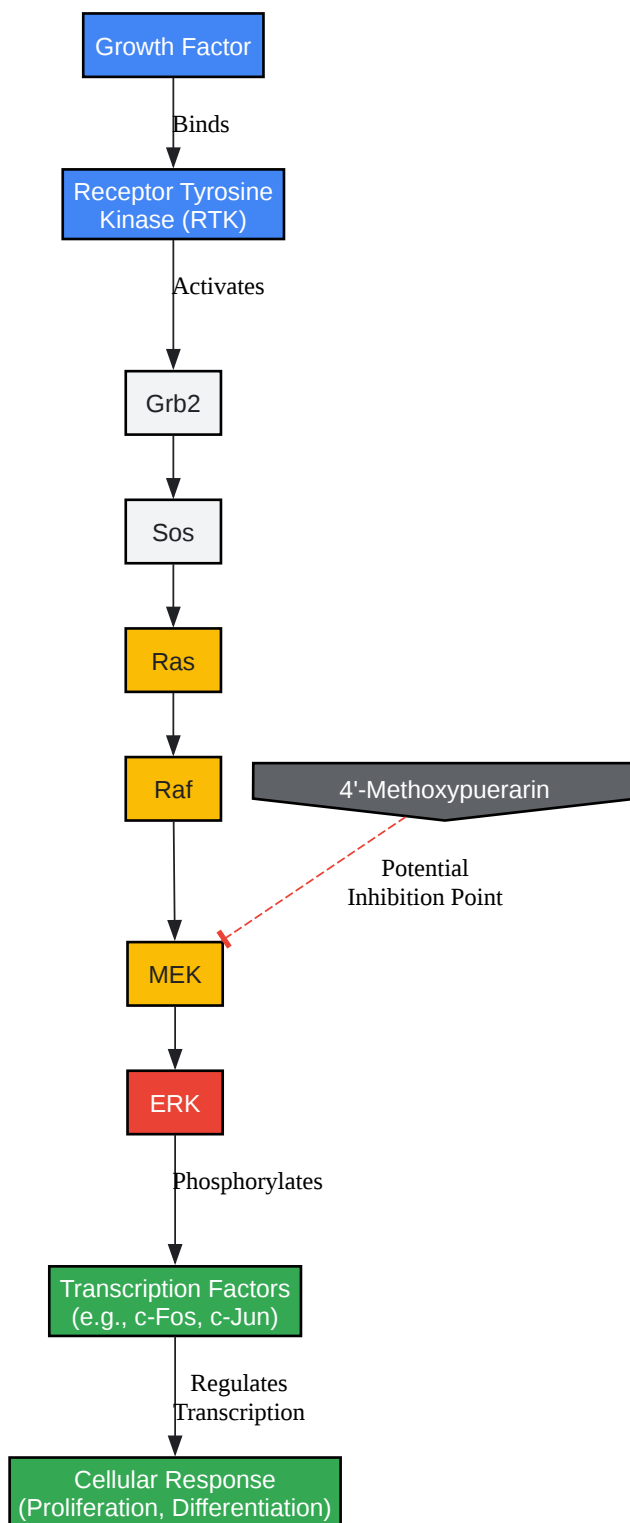 Growth Factor
Binds
Receptor Tyrosine
Kinase (RTK)
Activates
Grb2
Sos
Ras
Raf
4'-Methoxypuerarin
Potential
Inhibition Point
MEK
ERK
Phosphorylates
Transcription Factors
(e.g., c-Fos, c-Jun)
Regulates
Transcription
Cellular Response
(Proliferation, Differentiation)